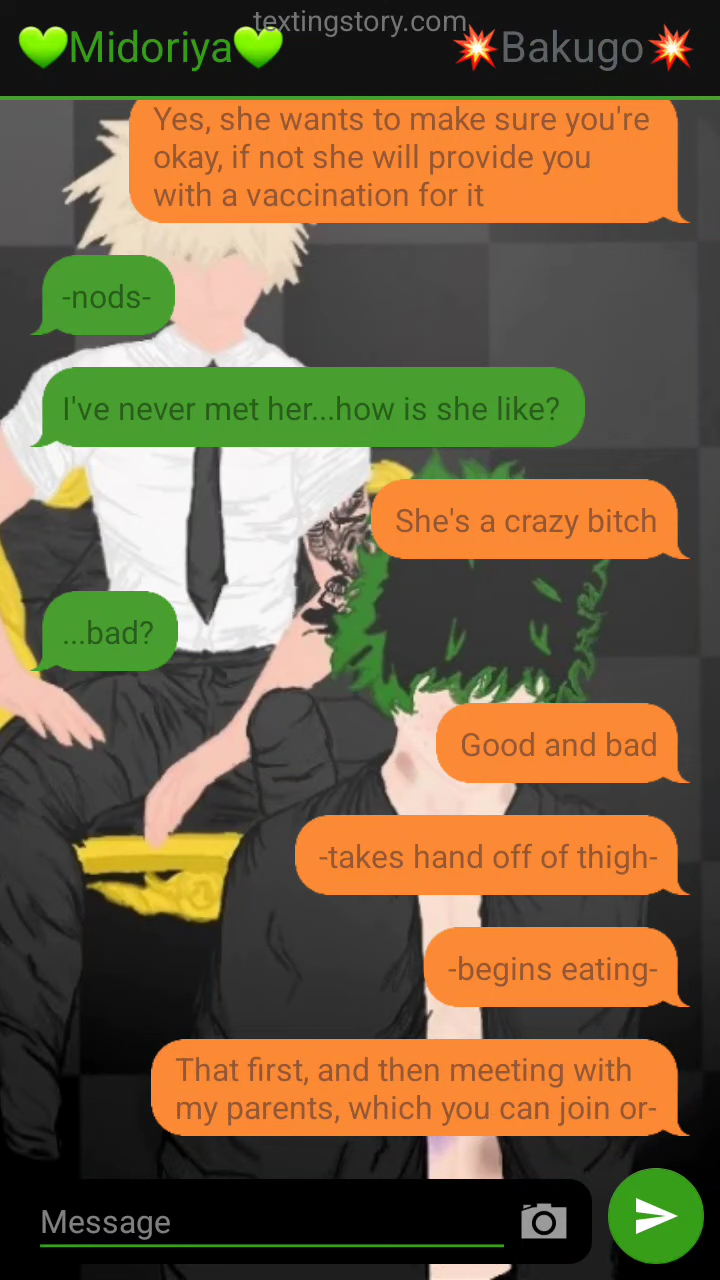 textingstory.com
💚Midoriya💚
💥Bakugo💥
Yes, she wants to make sure you're
okay, if not she will provide you
with a vaccination for it
-nods-
I've never met her...how is she like?
She's a crazy bitch
...bad?
Good and bad
-takes hand off of thigh-
-begins eating-
That first, and then meeting with
my parents, which you can join or-
Message